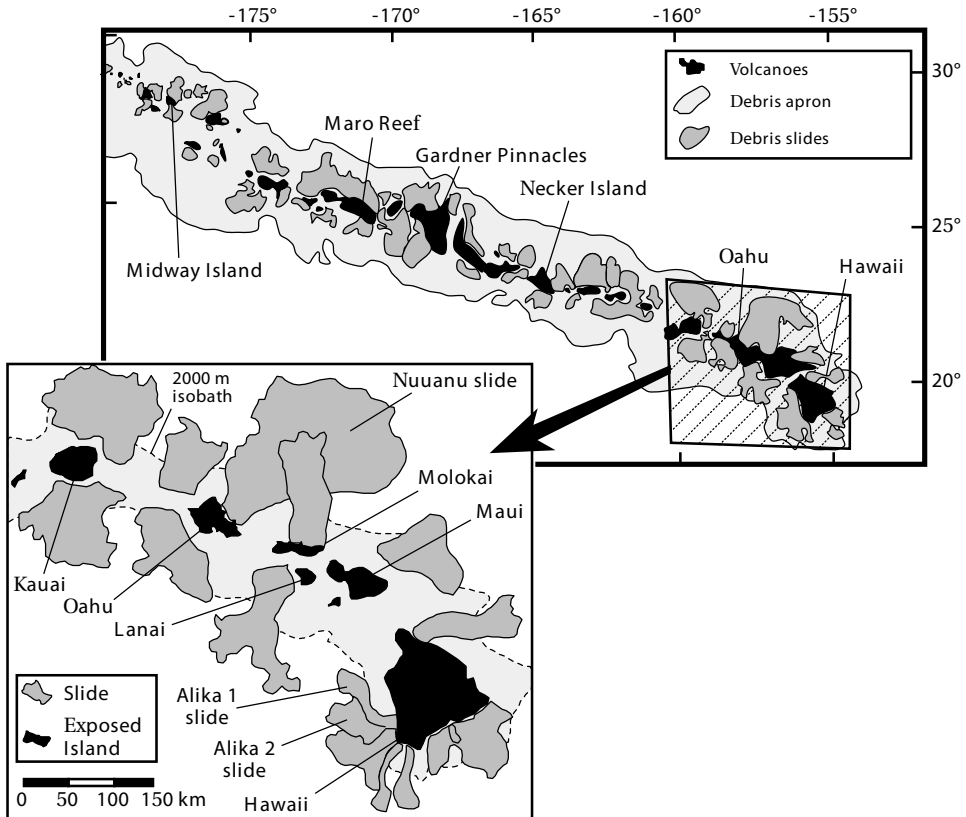 -175°
-170°
-165°
-160°
-155°
30°
25°
20°
Volcanoes
Debris apron
Debris slides
Maro Reef
Gardner Pinnacles
Necker Island
Midway Island
Oahu
Hawaii
2000 m
isobath
Nuuanu slide
Molokai
Maui
Kauai
Oahu
Lanai
Alika 1
slide
Alika 2
slide
Hawaii
Slide
Exposed
Island
0 50 100 150 km